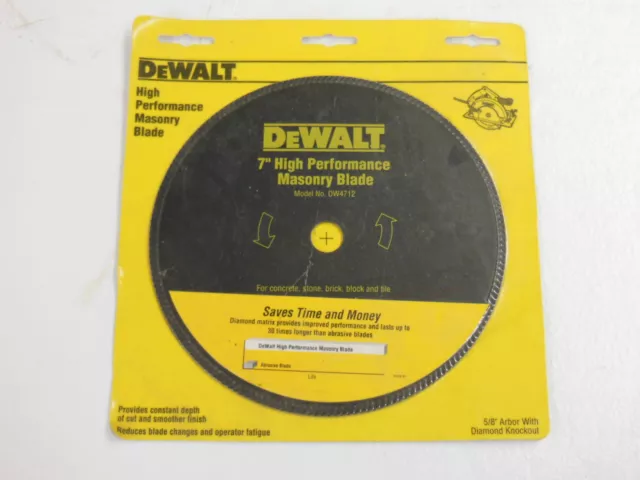 DEWALT
High
Performance
Masonry
Blade
DEWALT
7" High Performance
Masonry Blade
Model No. DW4712
For concrete, stone, brick, block and tile
Saves Time and Money
Diamond matrix provides improved performance and lasts up to
50 times longer than abrasive blades
DeWalt High Performance Masonry Blade
Abrasive Blade
Life
Provides constant depth
of cut and smoother finish
Reduces blade changes and operator fatigue
5/8" Arbor With
Diamond Knockout